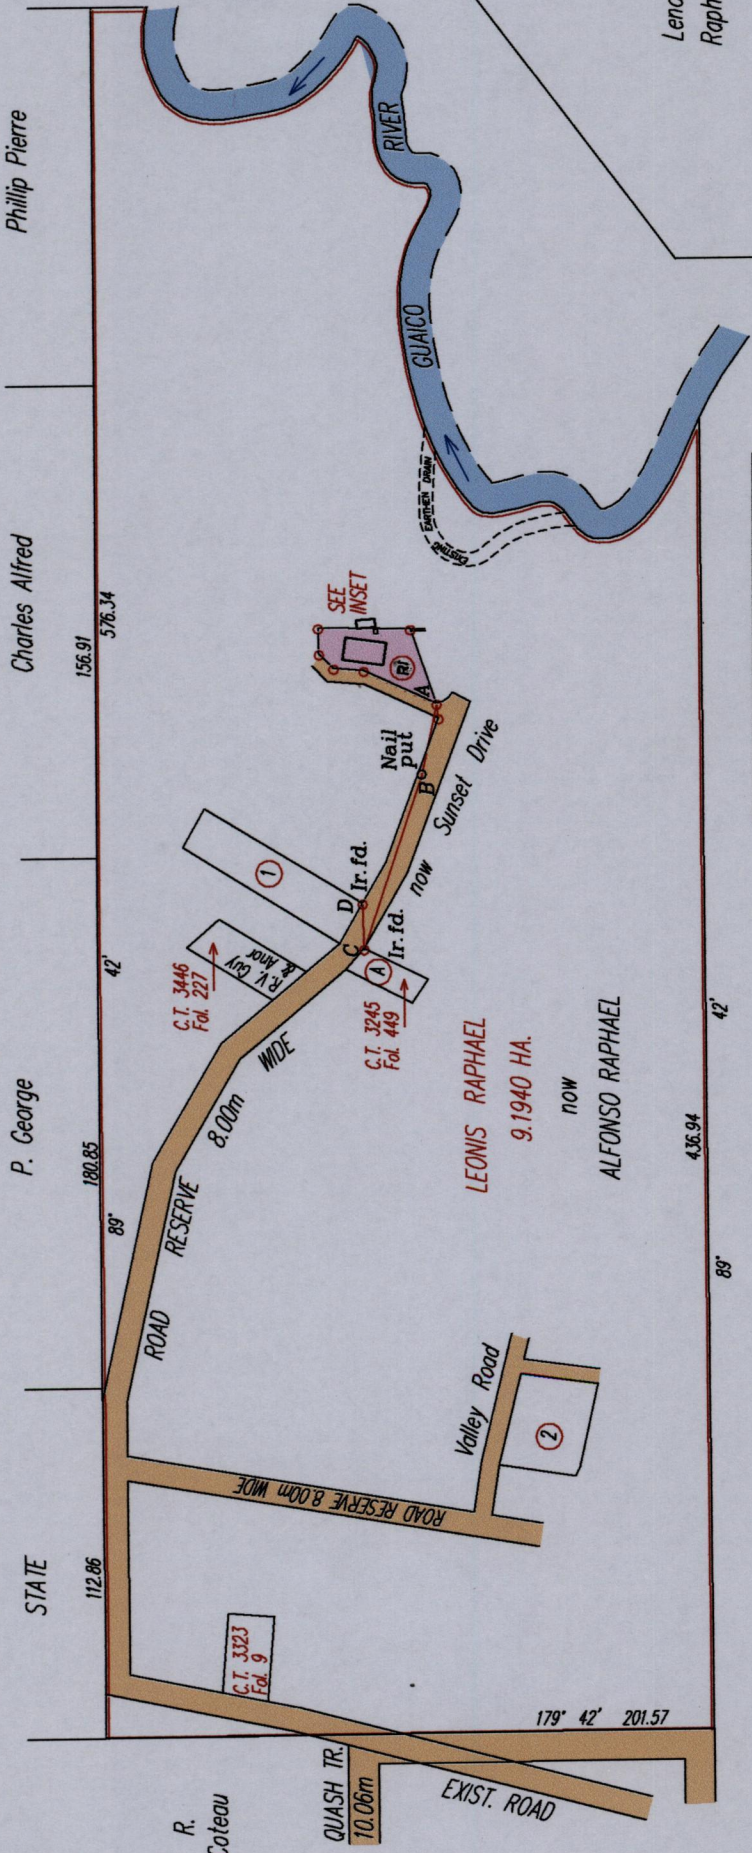 STATE
P. George
Charles Alfred
Phillip Pierre
112.86
180.85
156.91
576.34
89°
42'
ROAD
RESERVE
8.00m
WIDE
C.T. 3446
Fol. 227
R. V. Guy
& Anor
1
SEE
INSET
RI
A
Nail
put
B
now Sunset Drive
D Ir. fd.
C
Ir. fd.
A
C.T. 3245
Fol. 449
GUAICO
RIVER
EXISTING
EARTHEN DRAIN
LEONIS RAPHAEL
9.1940 HA.
now
ALFONSO RAPHAEL
C.T. 3323
Fol. 9
ROAD RESERVE 8.00m WIDE
Valley Road
2
R.
Coteau
QUASH TR.
10.06m
EXIST. ROAD
179° 42' 201.57
89°
436.94
42'